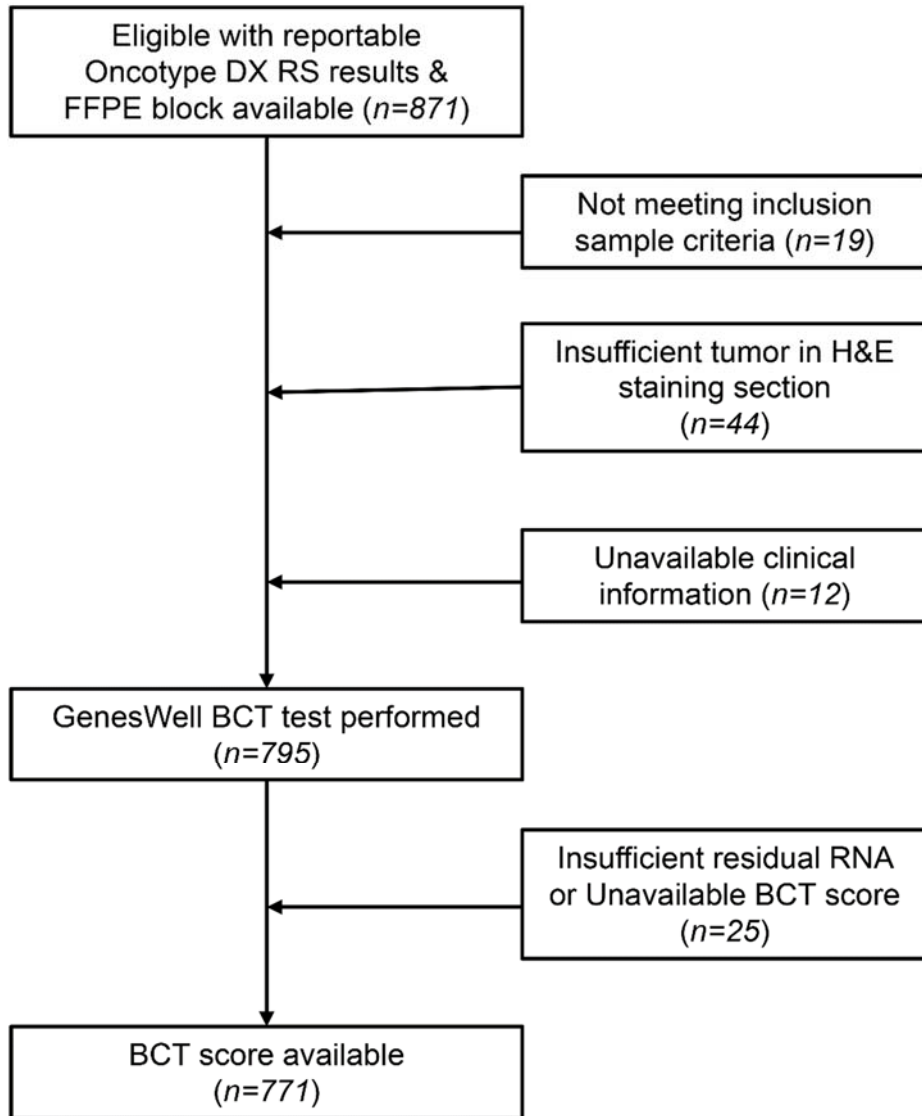 Eligible with reportable
Oncotype DX RS results &
FFPE block available (n=871)
Not meeting inclusion
sample criteria (n=19)
Insufficient tumor in H&E
staining section
(n=44)
Unavailable clinical
information (n=12)
GenesWell BCT test performed
(n=795)
Insufficient residual RNA
or Unavailable BCT score
(n=25)
BCT score available
(n=771)